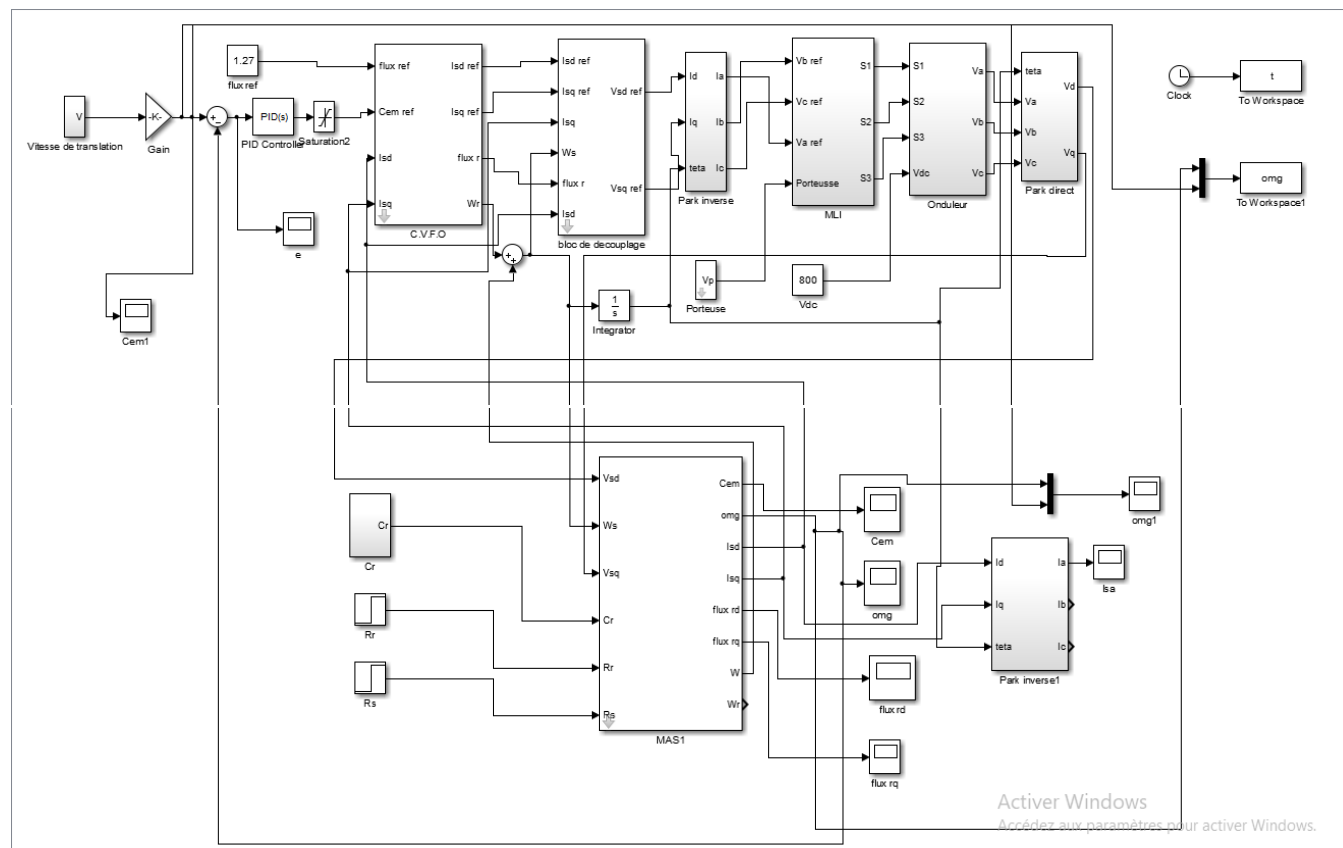 V
Vitesse de translation
-K-
Gain
1.27
flux ref
+
-
PID(s)
PID Controller
Saturation2
e
Cem1
flux ref
Cem ref
Isd
Isq
Isd ref
Isq ref
flux r
Wr
C.V.F.O
Isd ref
Isq ref
Isq
Ws
flux r
Isd
Vsd ref
Vsq ref
bloc de decouplage
+
+
1
s
Integrator
Id
Iq
teta
Ia
Ib
Ic
Park inverse
Vp
Porteuse
Vb ref
Vc ref
Va ref
Porteusse
S1
S2
S3
MLI
800
Vdc
S1
S2
S3
Vdc
Va
Vb
Vc
Onduleur
teta
Va
Vb
Vc
Vd
Vq
Park direct
Clock
t
To Workspace
omg
To Workspace1
Cr
Cr
Rr
Rs
Vsd
Ws
Vsq
Cr
Rr
Rs
Cem
omg
Isd
Isq
flux rd
flux rq
W
Wr
MAS1
Cem
omg
flux rd
flux rq
omg1
Id
Iq
teta
Ia
Ib
Ic
Park inverse1
Isa
Activer Windows
Accédez aux paramètres pour activer Windows.